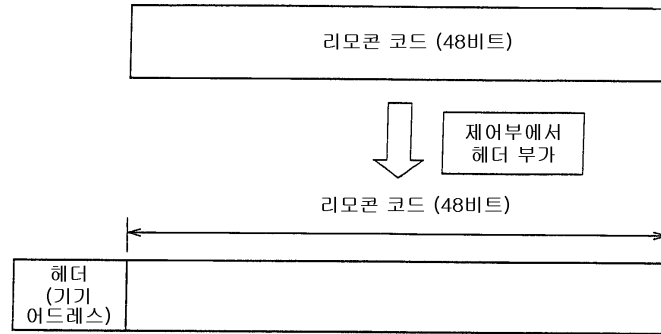 리모콘 코드 (48비트)
제어부에서
헤더 부가
리모콘 코드 (48비트)
헤더
(기기
어드레스)